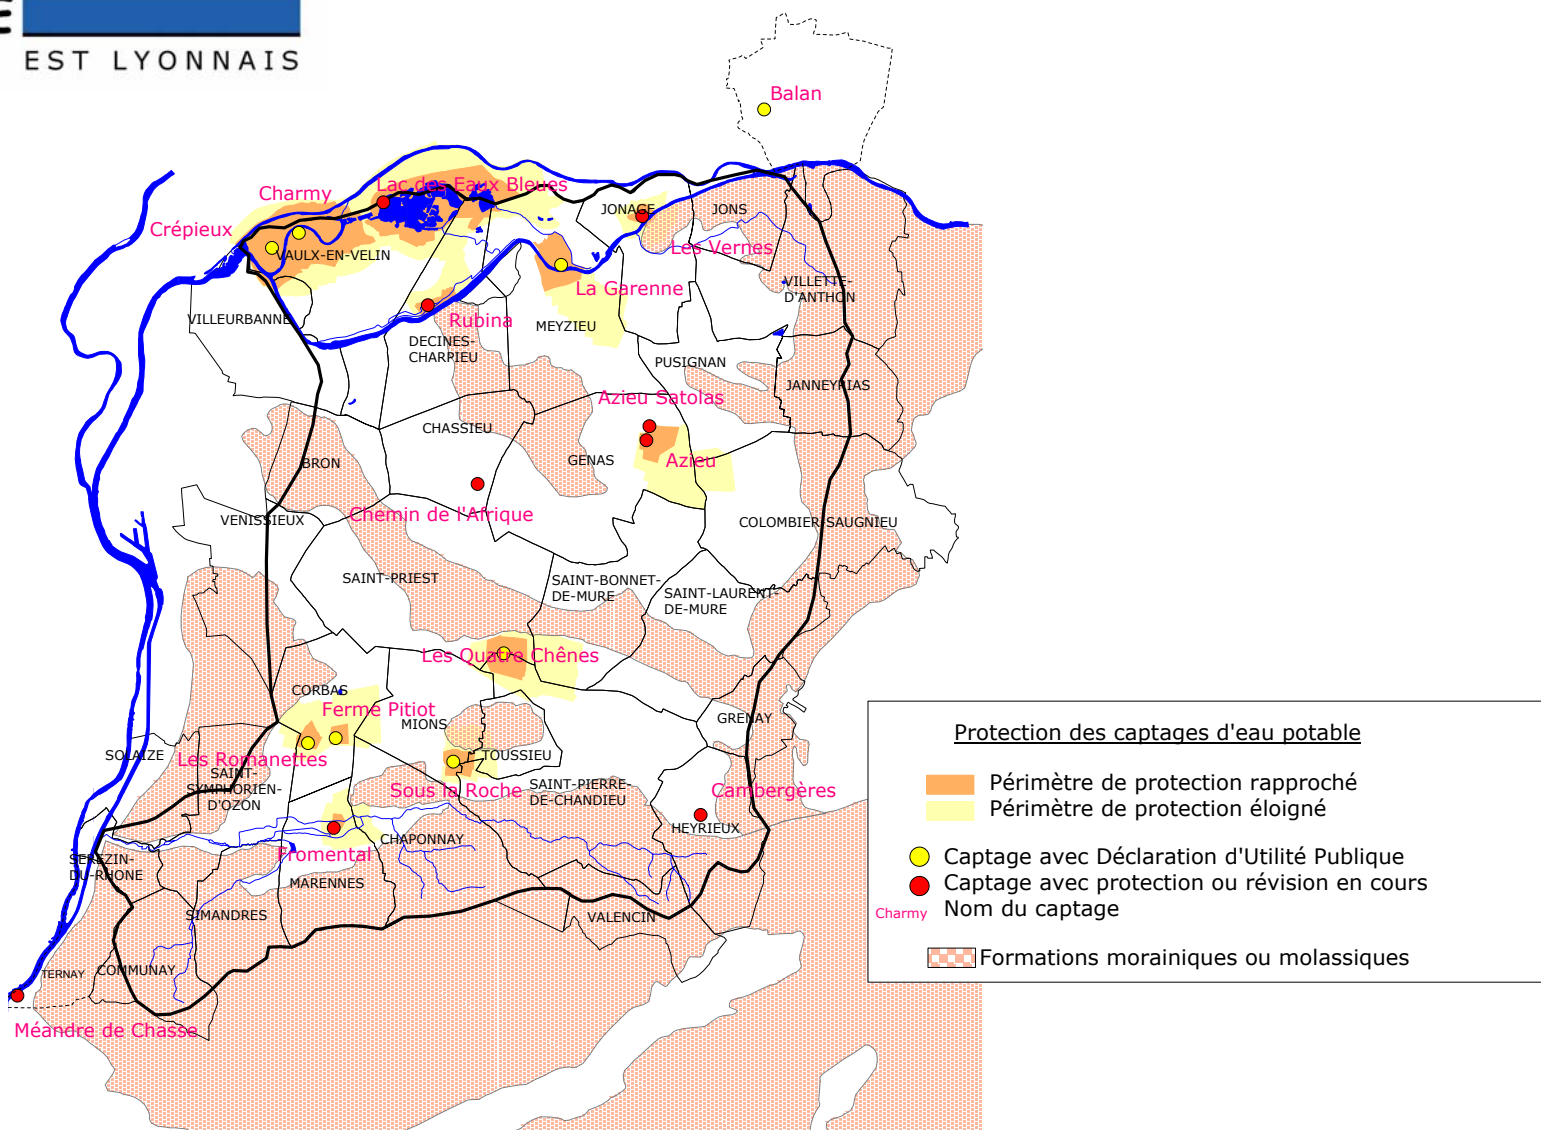 EST LYONNAIS
Balan
Charmy
Lac des Eaux Bleues
Crépieux
JONAGE
JONS
VAULX-EN-VELIN
Les Vernes
La Garenne
VILLETTE-
D'ANTHON
VILLEURBANNE
Rubina
MEYZIEU
DECINES-
CHARPIEU
PUSIGNAN
JANNEYRIAS
Azieu Satolas
CHASSIEU
BRON
GENAS
Azieu
VENISSIEUX
Chemin de l'Afrique
COLOMBIER-SAUGNIEU
SAINT-PRIEST
SAINT-BONNET-
DE-MURE
SAINT-LAURENT-
DE-MURE
Les Quatre Chênes
CORBAS
Ferme Pitiot
MIONS
GRENAY
SOLAIZE
Les Romanettes
TOUSSIEU
SAINT-
SYMPHORIEN-
D'OZON
Sous la Roche
SAINT-PIERRE-
DE-CHANDIEU
Cambergères
HEYRIEUX
CHAPONNAY
Fromental
SEREZIN-
DU-RHONE
MARENNES
SIMANDRES
VALENCIN
TERNAY
COMMUNAY
Méandre de Chasse
Protection des captages d'eau potable
Périmètre de protection rapproché
Périmètre de protection éloigné
Captage avec Déclaration d'Utilité Publique
Captage avec protection ou révision en cours
Charmy Nom du captage
Formations morainiques ou molassiques